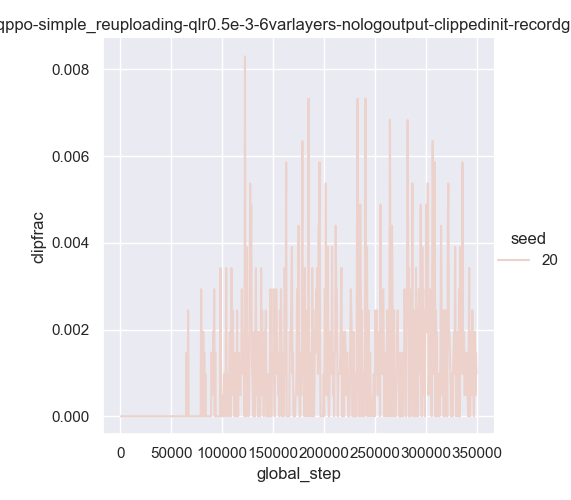 qppo-simple_reuploading-qlr0.5e-3-6varlayers-nologoutput-clippedinit-recordg
0.008
0.006
0.004
0.002
0.000
clipfrac
seed
20
0 50000 100000 150000 200000 250000 300000 350000
global_step